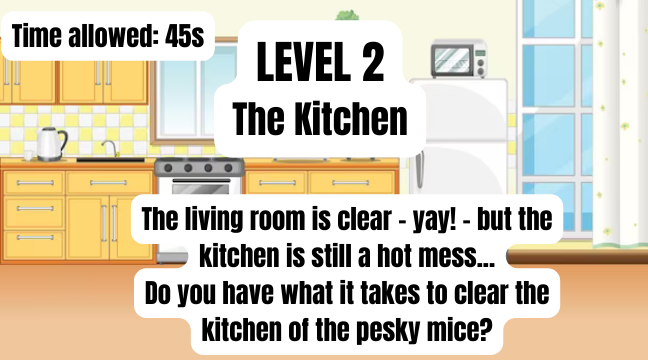 Time allowed: 45s
LEVEL 2
The Kitchen
The living room is clear - yay! - but the
kitchen is still a hot mess...
Do you have what it takes to clear the
kitchen of the pesky mice?